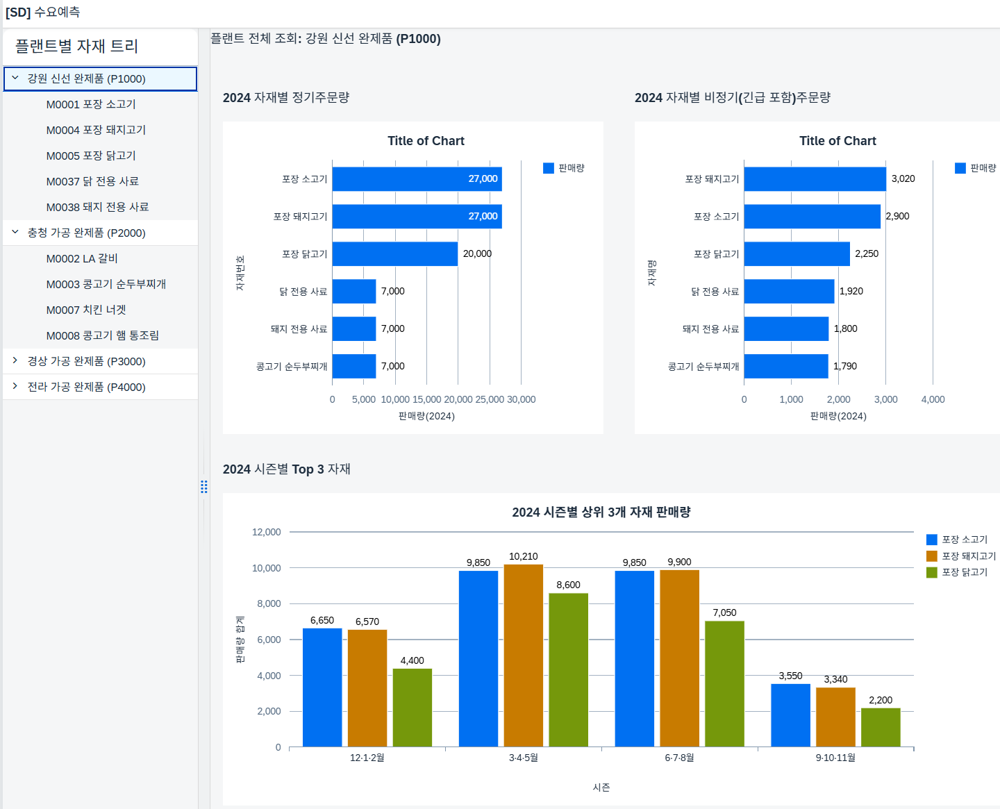 [SD] 수요예측
플랜트별 자재 트리
강원 신선 완제품 (P1000)
M0001 포장 소고기
M0004 포장 돼지고기
M0005 포장 닭고기
M0037 닭 전용 사료
M0038 돼지 전용 사료
충청 가공 완제품 (P2000)
M0002 LA 갈비
M0003 콩고기 순두부찌개
M0007 치킨 너겟
M0008 콩고기 햄 통조림
경상 가공 완제품 (P3000)
전라 가공 완제품 (P4000)
플랜트 전체 조회: 강원 신선 완제품 (P1000)
2024 자재별 정기주문량
Title of Chart
판매량
자재번호
포장 소고기 27,000
포장 돼지고기 27,000
포장 닭고기 20,000
닭 전용 사료 7,000
돼지 전용 사료 7,000
콩고기 순두부찌개 7,000
0 5,000 10,000 15,000 20,000 25,000 30,000
판매량(2024)
2024 자재별 비정기(긴급 포함)주문량
Title of Chart
판매량
자재명
포장 돼지고기 3,020
포장 소고기 2,900
포장 닭고기 2,250
닭 전용 사료 1,920
돼지 전용 사료 1,800
콩고기 순두부찌개 1,790
0 1,000 2,000 3,000 4,000
판매량(2024)
2024 시즌별 Top 3 자재
2024 시즌별 상위 3개 자재 판매량
포장 소고기
포장 돼지고기
포장 닭고기
판매량 합계
12,000
10,000
8,000
6,000
4,000
2,000
0
6,650 6,570 4,400
9,850 10,210 8,600
9,850 9,900 7,050
3,550 3,340 2,200
12·1·2월 3·4·5월 6·7·8월 9·10·11월
시즌